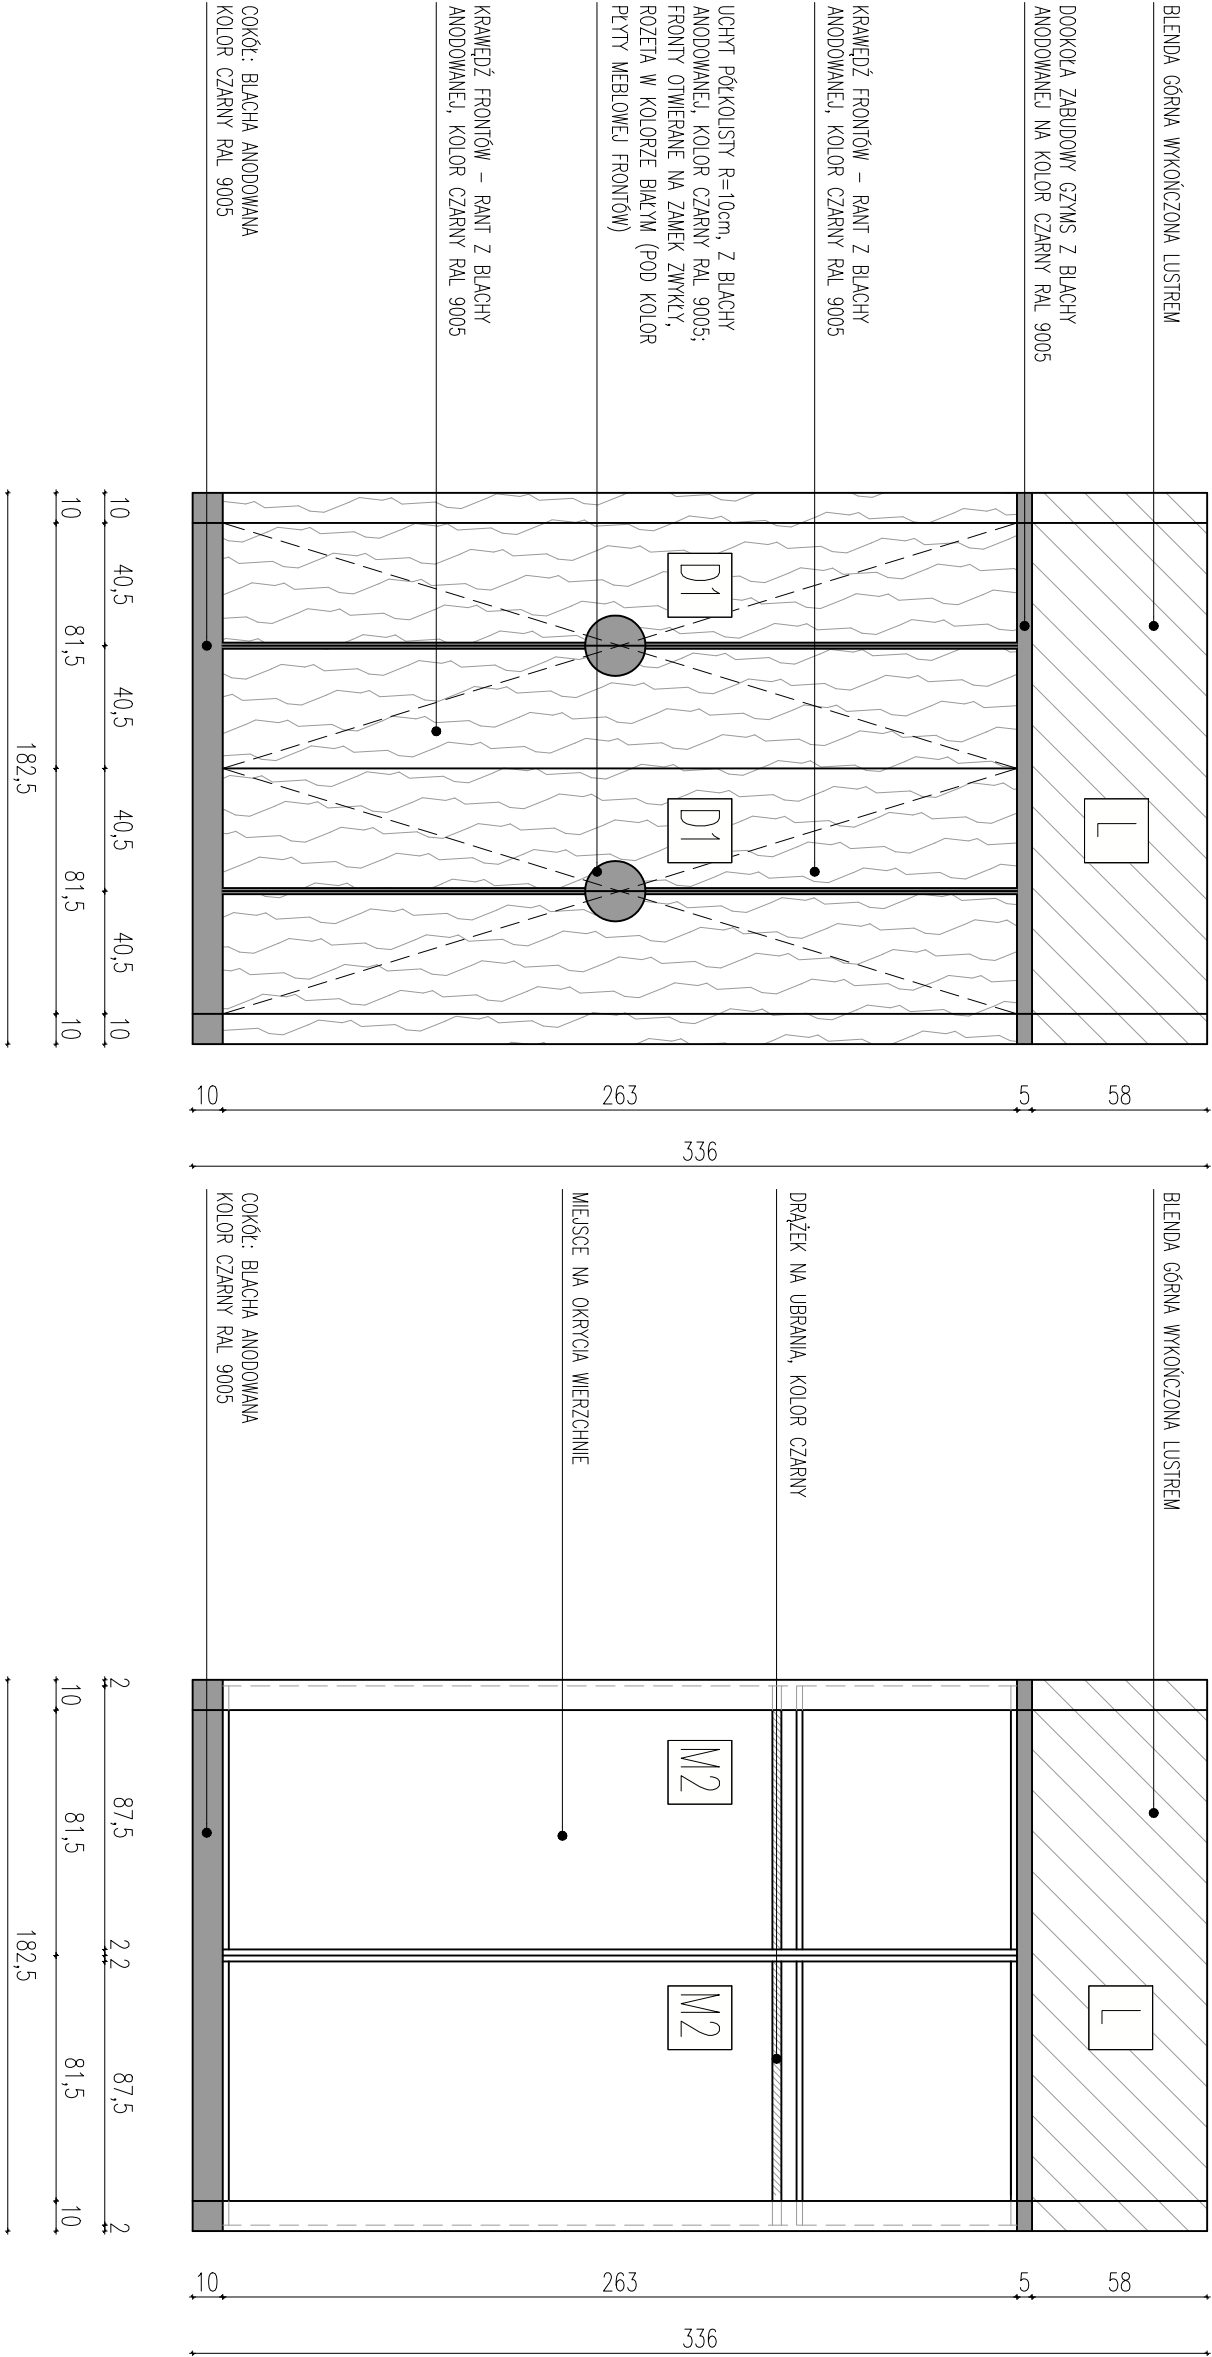 BLENDA GÓRNA WYKOŃCZONA LUSTREM
DOOKOŁA ZABUDOWY GZYMS Z BLACHY
ANODOWANEJ NA KOLOR CZARNY RAL 9005
KRAWĘDŹ FRONTÓW – RANT Z BLACHY
ANODOWANEJ, KOLOR CZARNY RAL 9005
UCHYT PÓŁKOLISTY R=10cm, Z BLACHY
ANODOWANEJ, KOLOR CZARNY RAL 9005;
FRONTY OTWIERANE NA ZAMEK ZWYKŁY,
ROZETA W KOLORZE BIAŁYM (POD KOLOR
PŁYTY MEBLOWEJ FRONTÓW)
KRAWĘDŹ FRONTÓW – RANT Z BLACHY
ANODOWANEJ, KOLOR CZARNY RAL 9005
COKÓŁ: BLACHA ANODOWANA
KOLOR CZARNY RAL 9005
L
D1
D1
10
40,5
40,5
40,5
40,5
10
10
81,5
81,5
10
182,5
58
5
263
10
336
BLENDA GÓRNA WYKOŃCZONA LUSTREM
DRĄŻEK NA UBRANIA, KOLOR CZARNY
MIEJSCE NA OKRYCIA WIERZCHNIE
COKÓŁ: BLACHA ANODOWANA
KOLOR CZARNY RAL 9005
L
M2
M2
2
87,5
2
2
87,5
2
10
81,5
81,5
10
182,5
58
5
263
10
336